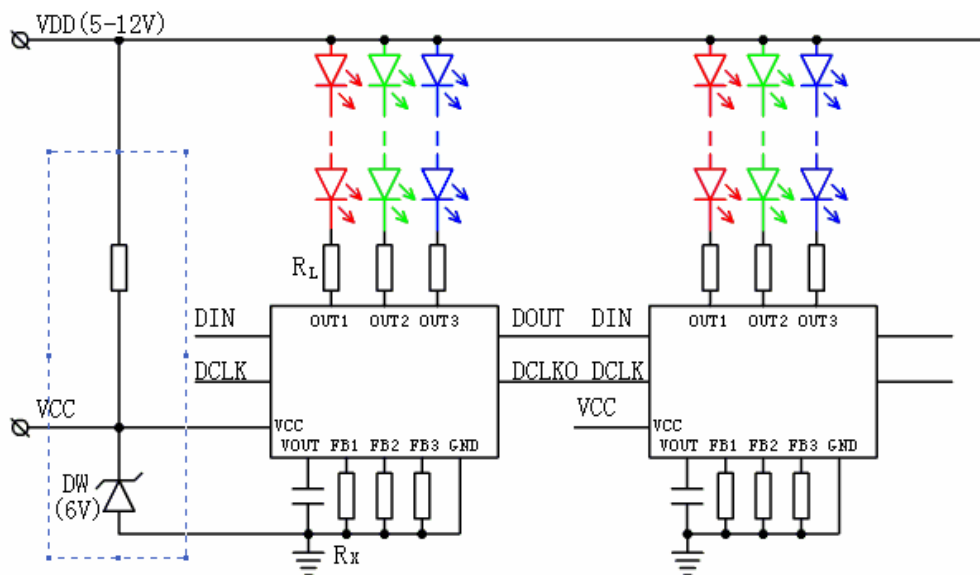 VDD(5-12V)
RL
OUT1 OUT2 OUT3
OUT1 OUT2 OUT3
DIN
DOUT DIN
DCLK
DCLKO DCLK
VCC
VCC
VCC
VCC
VOUT FB1 FB2 FB3 GND
VOUT FB1 FB2 FB3 GND
DW
(6V)
RX